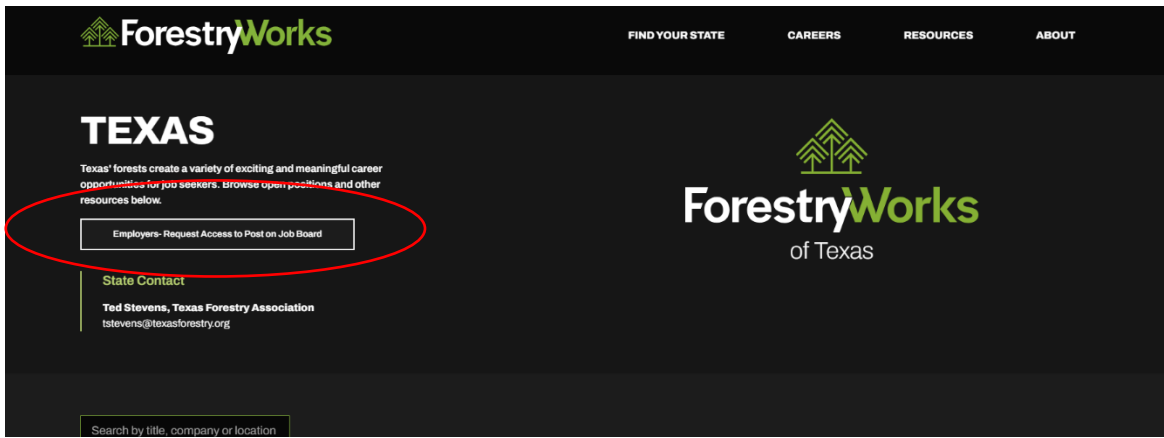 ForestryWorks
FIND YOUR STATE CAREERS RESOURCES ABOUT
TEXAS
Texas' forests create a variety of exciting and meaningful career
opportunities for job seekers. Browse open positions and other
resources below.
Employers- Request Access to Post on Job Board
State Contact
Ted Stevens, Texas Forestry Association
tstevens@texasforestry.org
ForestryWorks
of Texas
Search by title, company or location